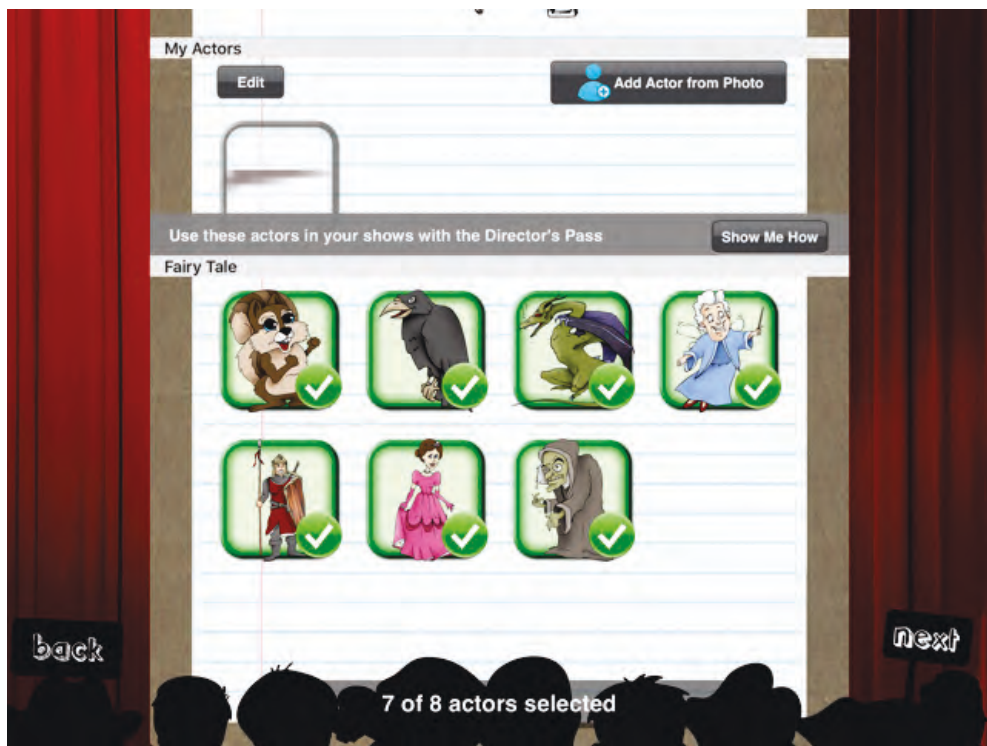 My Actors
Edit
Add Actor from Photo
Use these actors in your shows with the Director's Pass
Show Me How
Fairy Tale
back
next
7 of 8 actors selected